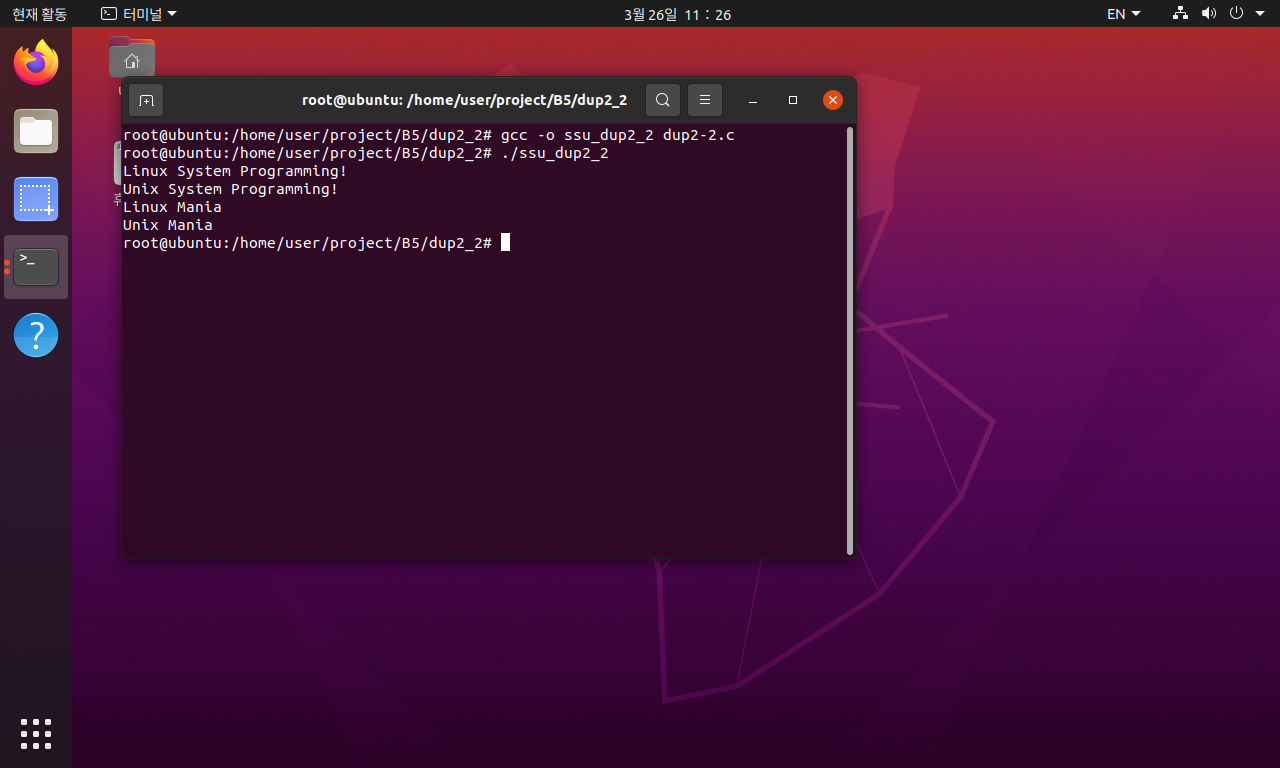 현재 활동 터미널 3월 26일 11 : 26 EN
root@ubuntu: /home/user/project/B5/dup2_2
root@ubuntu:/home/user/project/B5/dup2_2# gcc -o ssu_dup2_2 dup2-2.c
root@ubuntu:/home/user/project/B5/dup2_2# ./ssu_dup2_2
Linux System Programming!
Unix System Programming!
Linux Mania
Unix Mania
root@ubuntu:/home/user/project/B5/dup2_2#